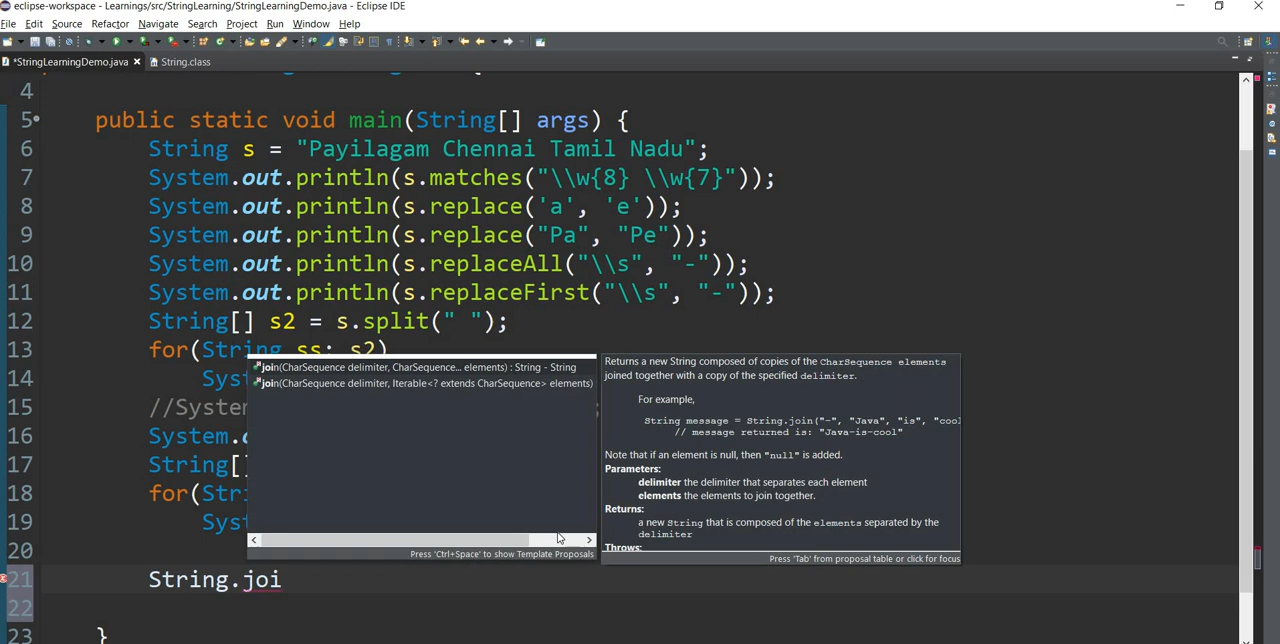 eclipse-workspace - Learnings/src/StringLearning/StringLearningDemo.java - Eclipse IDE
File Edit Source Refactor Navigate Search Project Run Window Help
*StringLearningDemo.java String.class
4
5 public static void main(String[] args) {
6 String s = "Payilagam Chennai Tamil Nadu";
7 System.out.println(s.matches("\\w{8} \\w{7}"));
8 System.out.println(s.replace('a', 'e'));
9 System.out.println(s.replace("Pa", "Pe"));
10 System.out.println(s.replaceAll("\\s", "-"));
11 System.out.println(s.replaceFirst("\\s", "-"));
12 String[] s2 = s.split(" ");
13 for(String ss: s2)
14 Syst
15 //System
16 System.o
17 String[]
18 for(Stri
19 Syst
20
21 String.joi
22
23 }
join(CharSequence delimiter, CharSequence... elements) : String - String
join(CharSequence delimiter, Iterable<? extends CharSequence> elements)
Press 'Ctrl+Space' to show Template Proposals
Returns a new String composed of copies of the CharSequence elements
joined together with a copy of the specified delimiter.
For example,
String message = String.join("-", "Java", "is", "cool
// message returned is: "Java-is-cool"
Note that if an element is null, then "null" is added.
Parameters:
delimiter the delimiter that separates each element
elements the elements to join together.
Returns:
a new String that is composed of the elements separated by the
delimiter
Throws:
Press 'Tab' from proposal table or click for focus